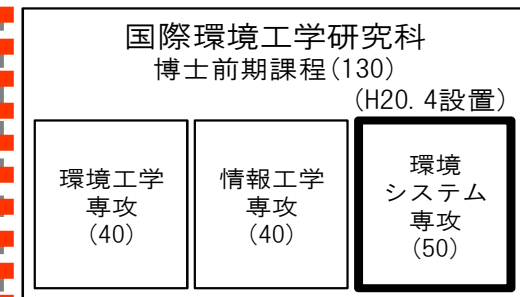 国際環境工学研究科
博士前期課程(130)
(H20.4設置)
環境工学
専攻
(40)
情報工学
専攻
(40)
環境
システム
専攻
(50)